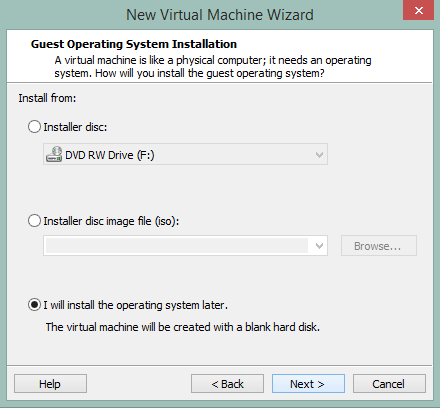 New Virtual Machine Wizard
Guest Operating System Installation
A virtual machine is like a physical computer; it needs an operating
system. How will you install the guest operating system?
Install from:
Installer disc:
DVD RW Drive (F:)
Installer disc image file (iso):
Browse...
I will install the operating system later.
The virtual machine will be created with a blank hard disk.
Help
< Back
Next >
Cancel